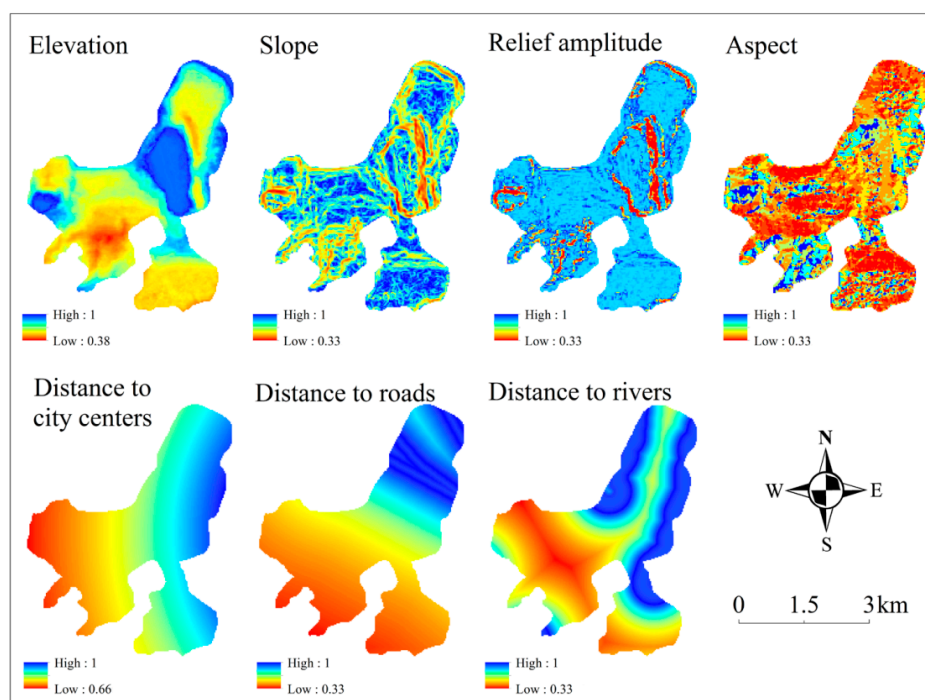 Elevation
Slope
Relief amplitude
Aspect
High : 1
Low : 0.38
High : 1
Low : 0.33
High : 1
Low : 0.33
High : 1
Low : 0.33
Distance to
city centers
Distance to roads
Distance to rivers
High : 1
Low : 0.66
High : 1
Low : 0.33
High : 1
Low : 0.33
N
W
E
S
0 1.5 3 km